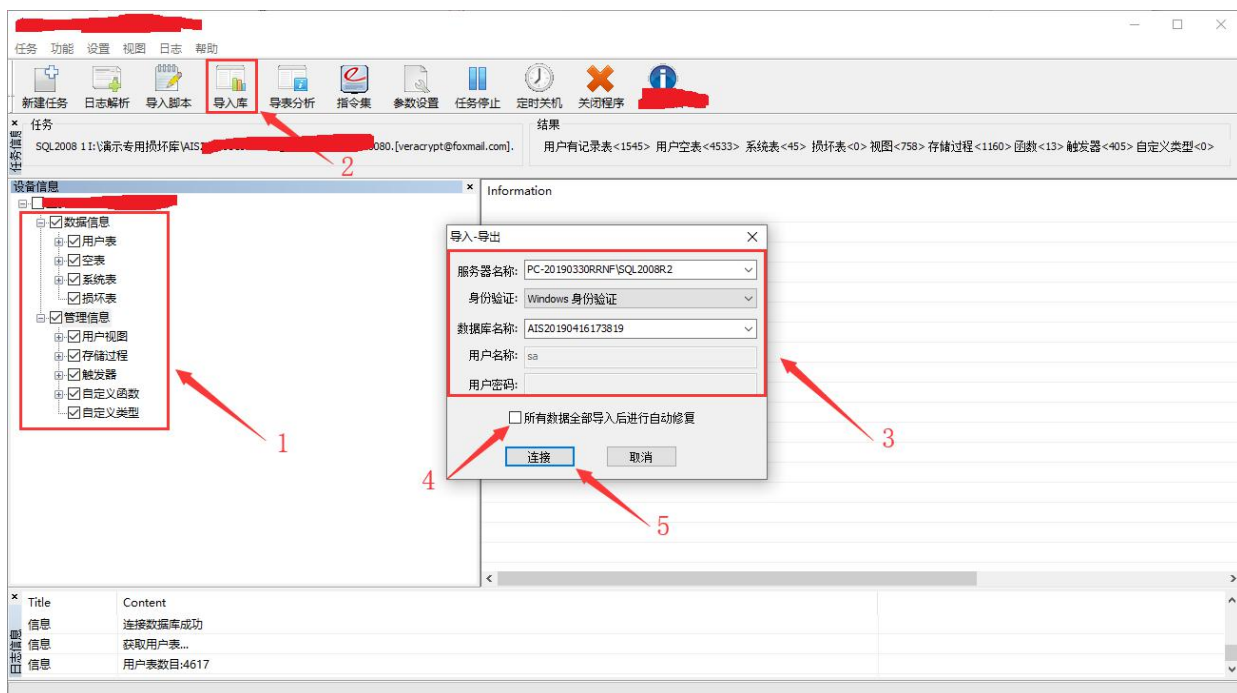 任务 功能 设置 视图 日志 帮助
新建任务 日志解析 导入脚本 导入库 导表分析 指令集 参数设置 任务停止 定时关机 关闭程序
任务信息
任务
SQL2008 1 I:\演示专用损坏库\AIS 080.[veracrypt@foxmail.com].
结果
用户有记录表<1545> 用户空表<4533> 系统表<45> 损坏表<0> 视图<758> 存储过程<1160> 函数<13> 触发器<405> 自定义类型<0>
2
设备信息
数据信息
用户表
空表
系统表
损坏表
管理信息
用户视图
存储过程
触发器
自定义函数
自定义类型
1
Information
导入-导出
服务器名称: PC-20190330RRNF\SQL2008R2
身份验证: Windows 身份验证
数据库名称: AIS20190416173819
用户名称: sa
用户密码:
所有数据全部导入后进行自动修复
连接 取消
3
4
5
日志信息
Title Content
信息 连接数据库成功
信息 获取用户表...
信息 用户表数目:4617